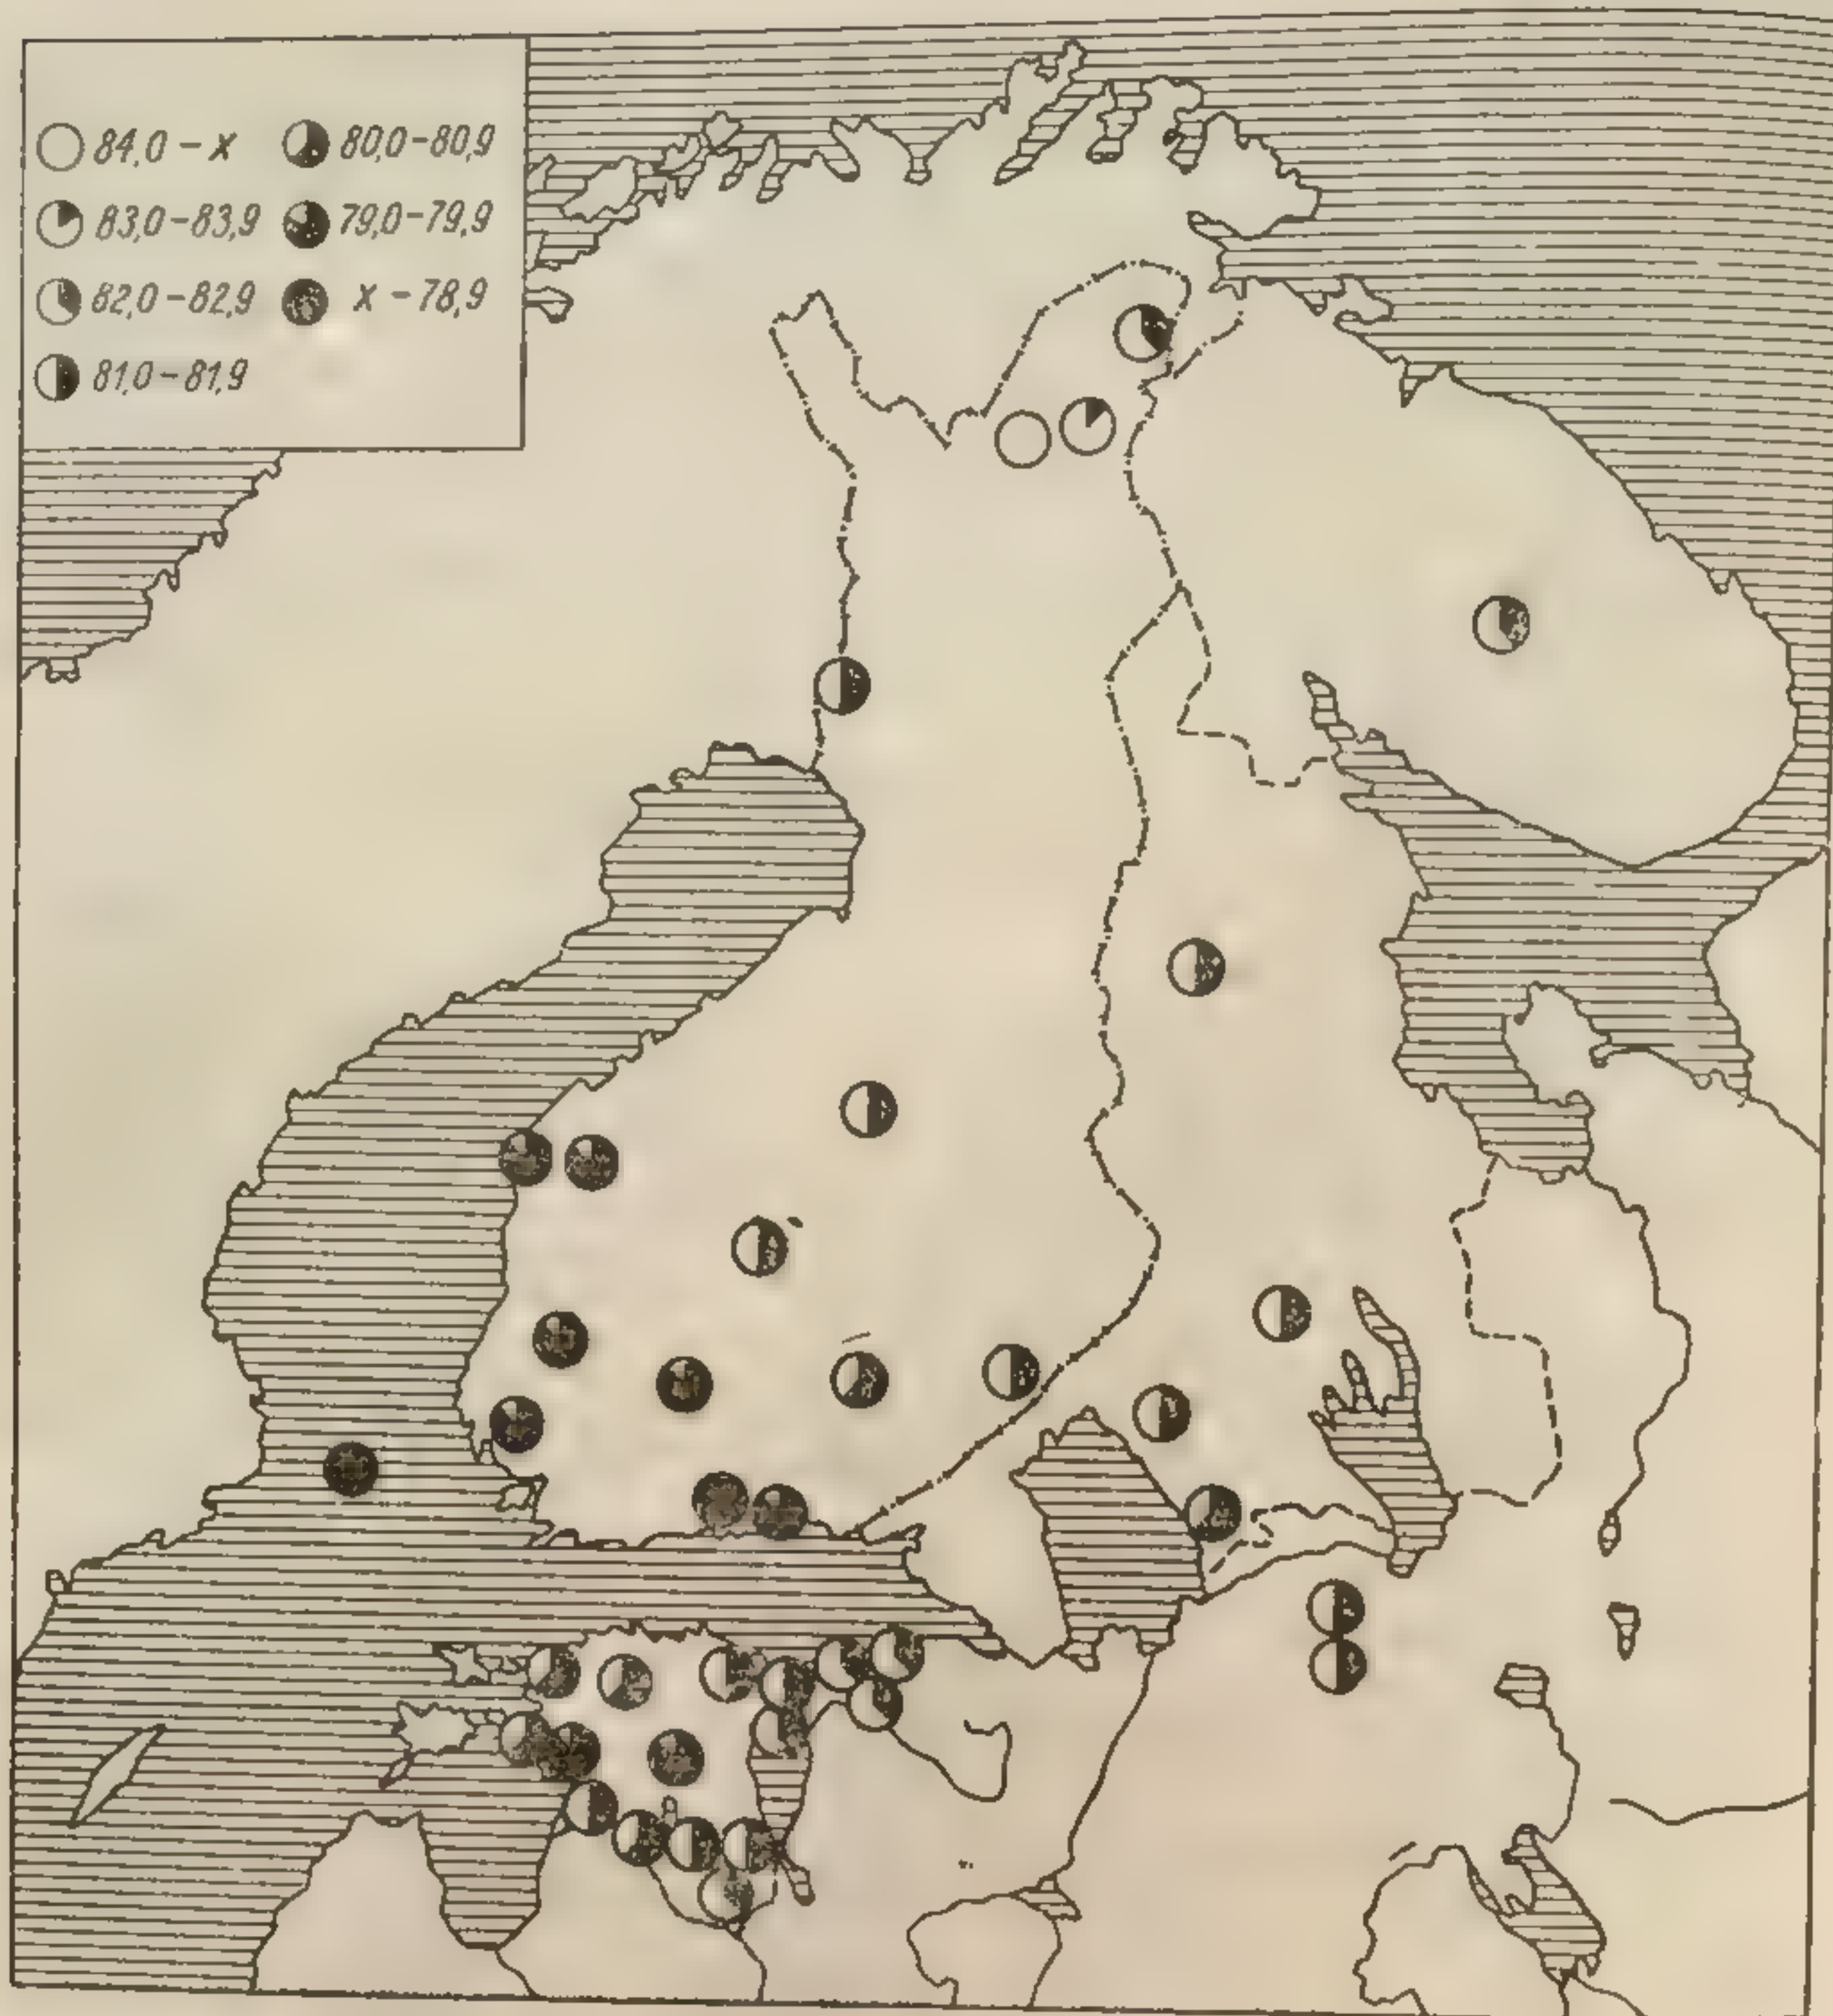 84,0 – x
83,0 – 83,9
82,0 – 82,9
81,0 – 81,9
80,0 – 80,9
79,0 – 79,9
x – 78,9